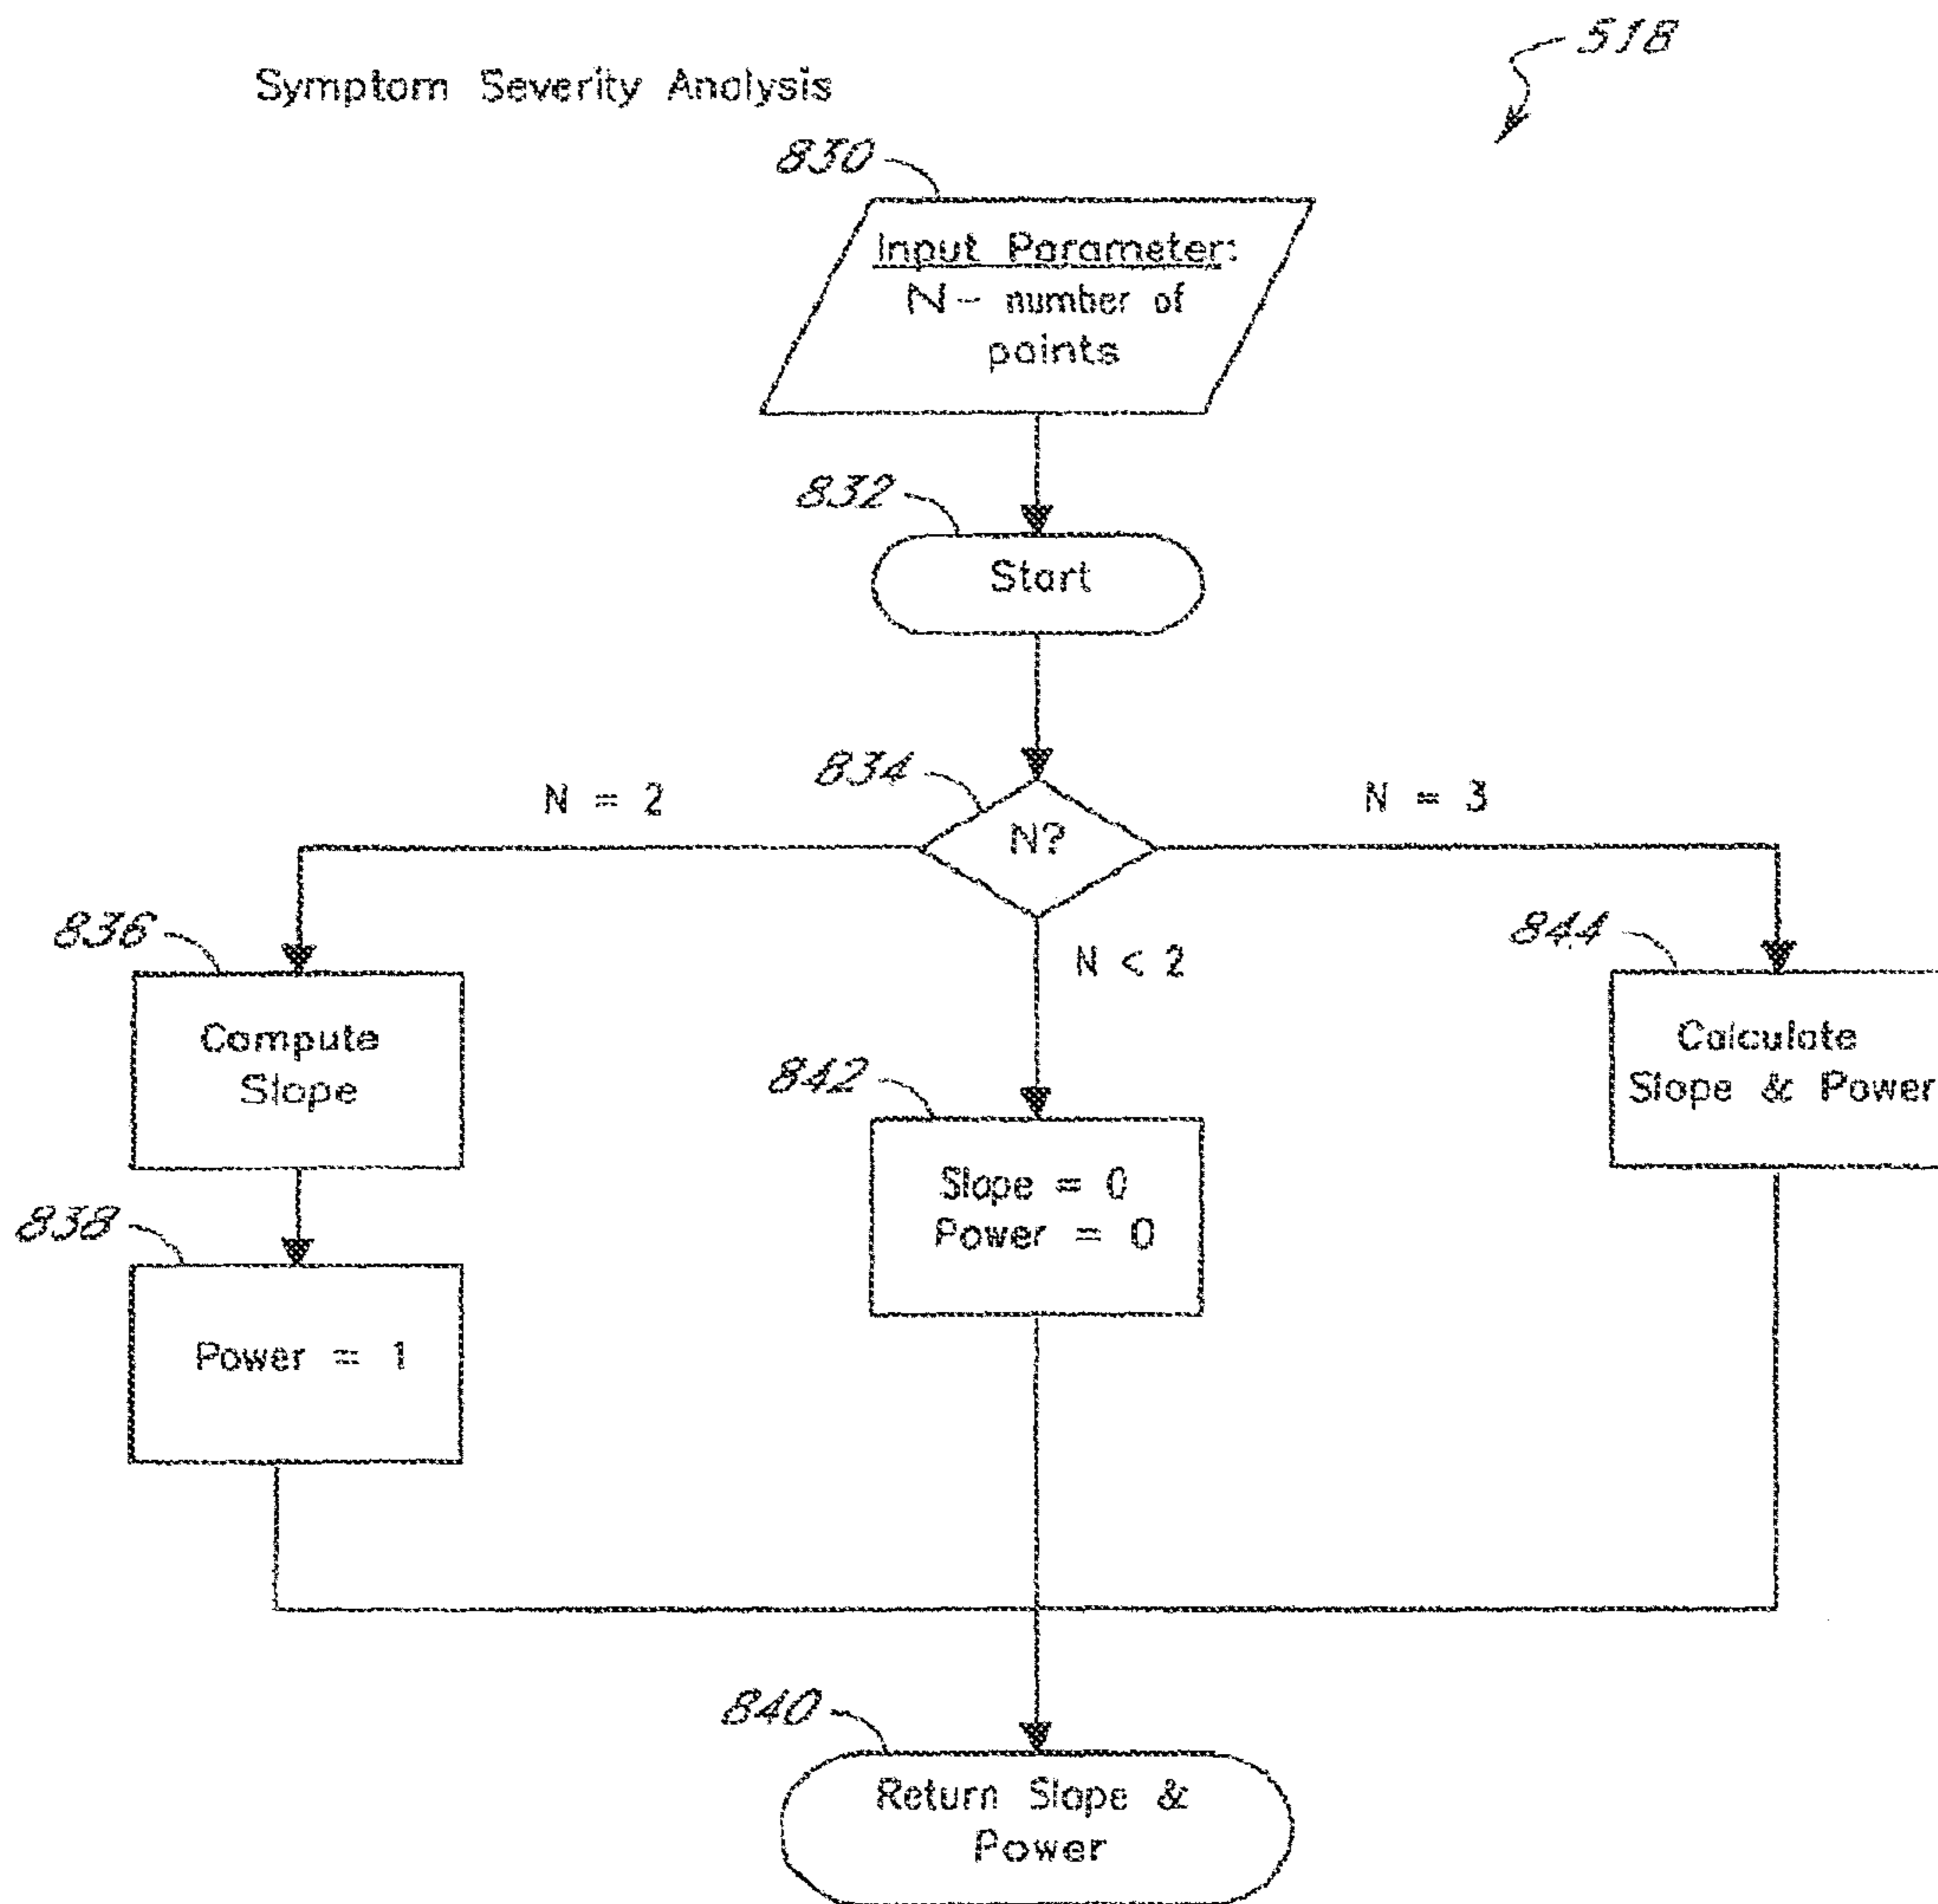 518
Symptom Severity Analysis
830
Input Parameter:
N- number of
points
832
Start
834
N = 2
N?
N = 3
836
N < 2
844
Compute
Slope
Calculate
Slope & Power
842
Slope = 0
Power = 0
838
Power = 1
840
Return Slope &
Power